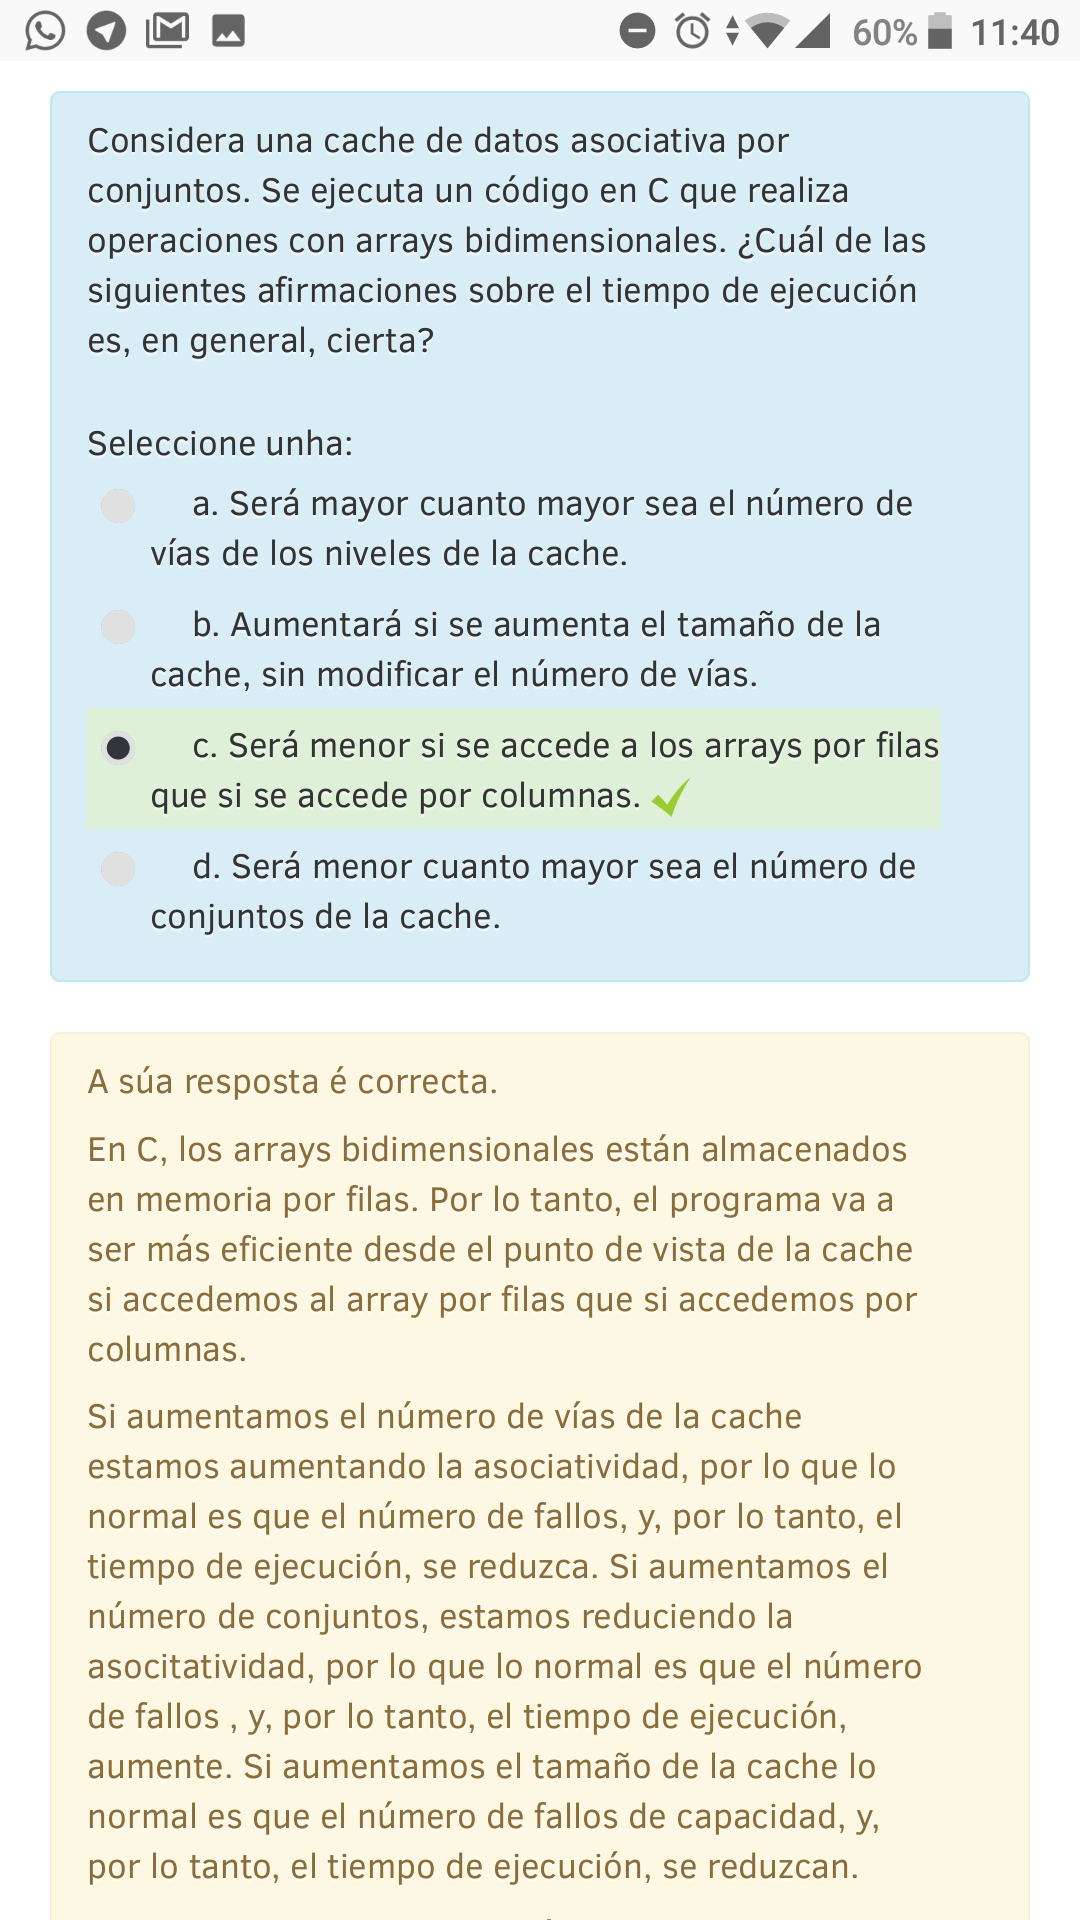 60% 11:40
Considera una cache de datos asociativa por
conjuntos. Se ejecuta un código en C que realiza
operaciones con arrays bidimensionales. ¿Cuál de las
siguientes afirmaciones sobre el tiempo de ejecución
es, en general, cierta?
Seleccione unha:
a. Será mayor cuanto mayor sea el número de
vías de los niveles de la cache.
b. Aumentará si se aumenta el tamaño de la
cache, sin modificar el número de vías.
c. Será menor si se accede a los arrays por filas
que si se accede por columnas.
d. Será menor cuanto mayor sea el número de
conjuntos de la cache.
A súa resposta é correcta.
En C, los arrays bidimensionales están almacenados
en memoria por filas. Por lo tanto, el programa va a
ser más eficiente desde el punto de vista de la cache
si accedemos al array por filas que si accedemos por
columnas.
Si aumentamos el número de vías de la cache
estamos aumentando la asociatividad, por lo que lo
normal es que el número de fallos, y, por lo tanto, el
tiempo de ejecución, se reduzca. Si aumentamos el
número de conjuntos, estamos reduciendo la
asocitatividad, por lo que lo normal es que el número
de fallos , y, por lo tanto, el tiempo de ejecución,
aumente. Si aumentamos el tamaño de la cache lo
normal es que el número de fallos de capacidad, y,
por lo tanto, el tiempo de ejecución, se reduzcan.